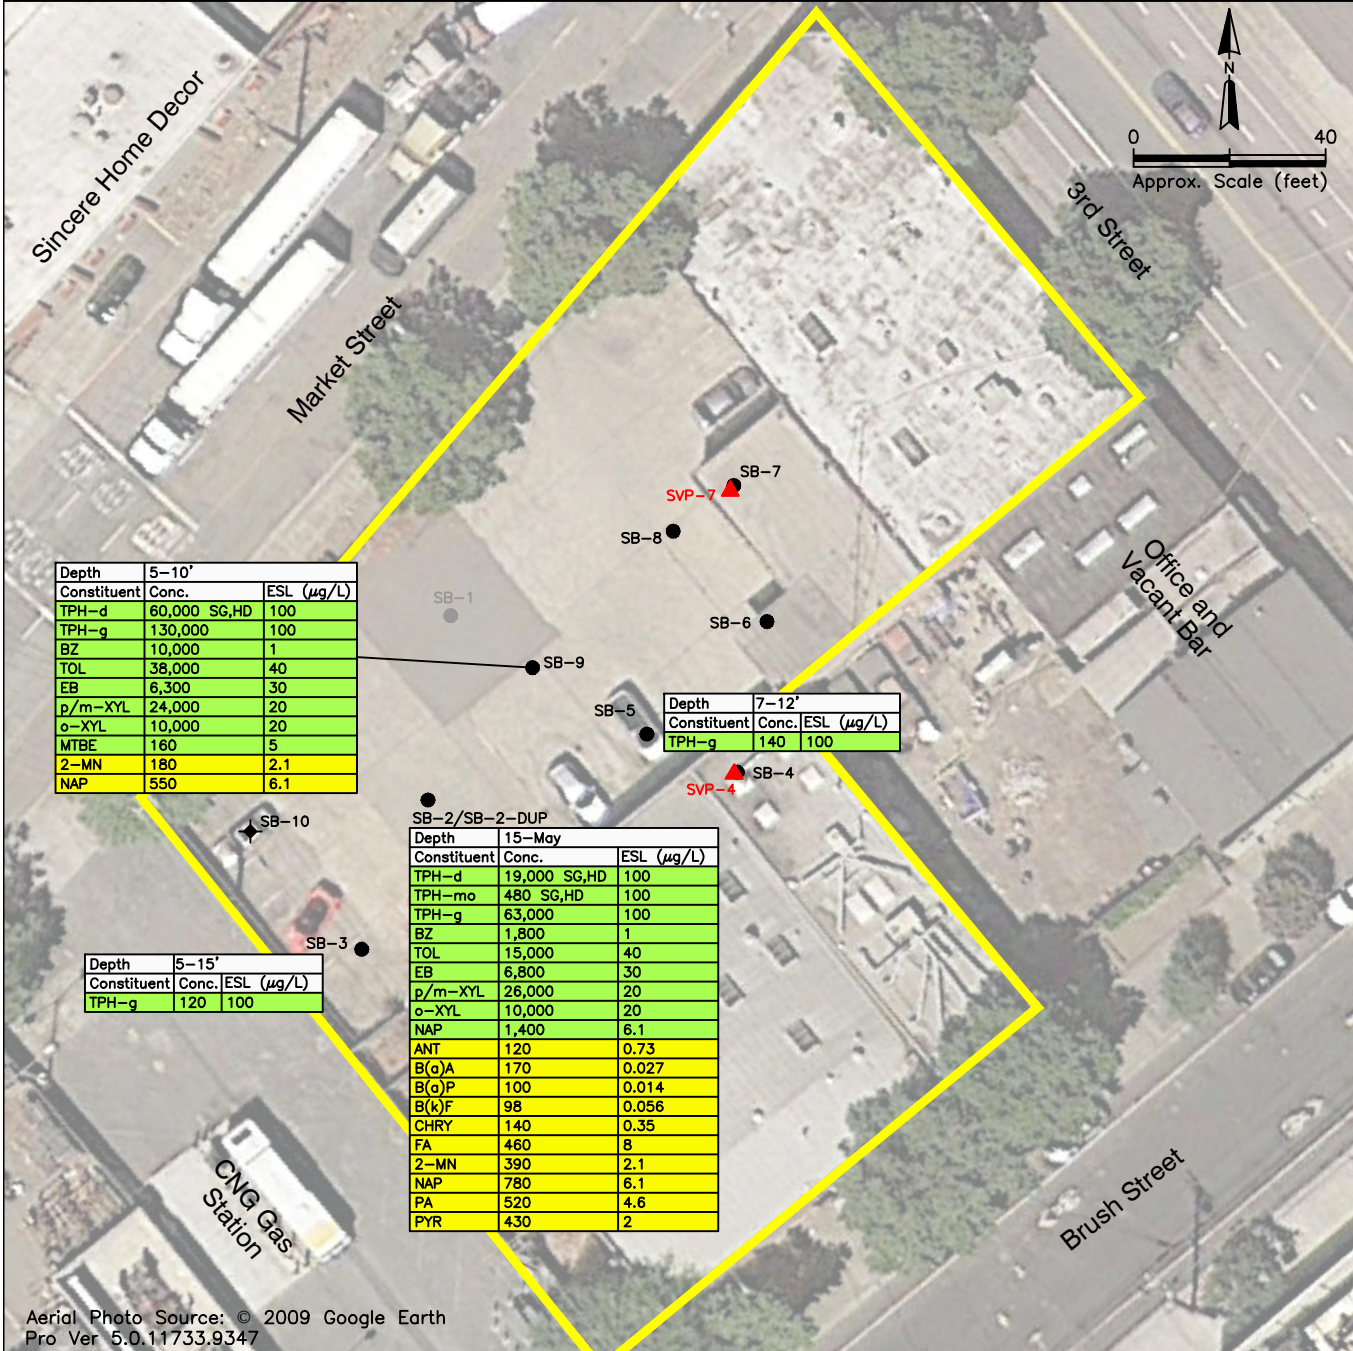 N
0 40
Approx. Scale (feet)
Sincere Home Decor
3rd Street
Market Street
SB-7
SVP-7
SB-8
Office and
Vacant Bar
Depth 5-10'
Constituent Conc. ESL (µg/L)
TPH-d 60,000 SG,HD 100
TPH-g 130,000 100
BZ 10,000 1
TOL 38,000 40
EB 6,300 30
p/m-XYL 24,000 20
o-XYL 10,000 20
MTBE 160 5
2-MN 180 2.1
NAP 550 6.1
SB-1
SB-6
SB-9
SB-5
Depth 7-12'
Constituent Conc. ESL (µg/L)
TPH-g 140 100
SB-4
SVP-4
SB-10
SB-2/SB-2-DUP
Depth 15-May
Constituent Conc. ESL (µg/L)
TPH-d 19,000 SG,HD 100
TPH-mo 480 SG,HD 100
TPH-g 63,000 100
BZ 1,800 1
TOL 15,000 40
EB 6,800 30
p/m-XYL 26,000 20
o-XYL 10,000 20
NAP 1,400 6.1
ANT 120 0.73
B(a)A 170 0.027
B(a)P 100 0.014
B(k)F 98 0.056
CHRY 140 0.35
FA 460 8
2-MN 390 2.1
NAP 780 6.1
PA 520 4.6
PYR 430 2
SB-3
Depth 5-15'
Constituent Conc. ESL (µg/L)
TPH-g 120 100
CNG Gas
Station
Brush Street
Aerial Photo Source: © 2009 Google Earth
Pro Ver 5.0.11733.9347